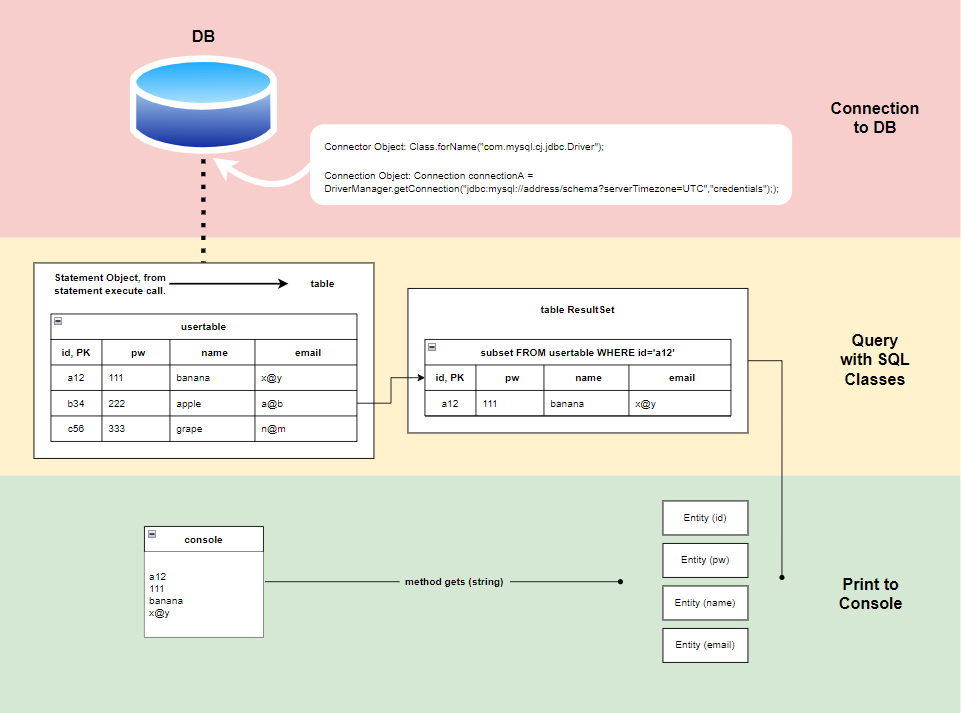 DB
Connection
to DB
Connector Object: Class.forName("com.mysql.cj.jdbc.Driver");
Connection Object: Connection connectionA =
DriverManager.getConnection("jdbc:mysql://address/schema?serverTimezone=UTC","credentials"););
Statement Object, from
statement execute call.
table
usertable
id, PK pw name email
a12 111 banana x@y
b34 222 apple a@b
c56 333 grape n@m
table ResultSet
subset FROM usertable WHERE id='a12'
id, PK pw name email
a12 111 banana x@y
Query
with SQL
Classes
console
a12
111
banana
x@y
method gets (string)
Entity (id)
Entity (pw)
Entity (name)
Entity (email)
Print to
Console